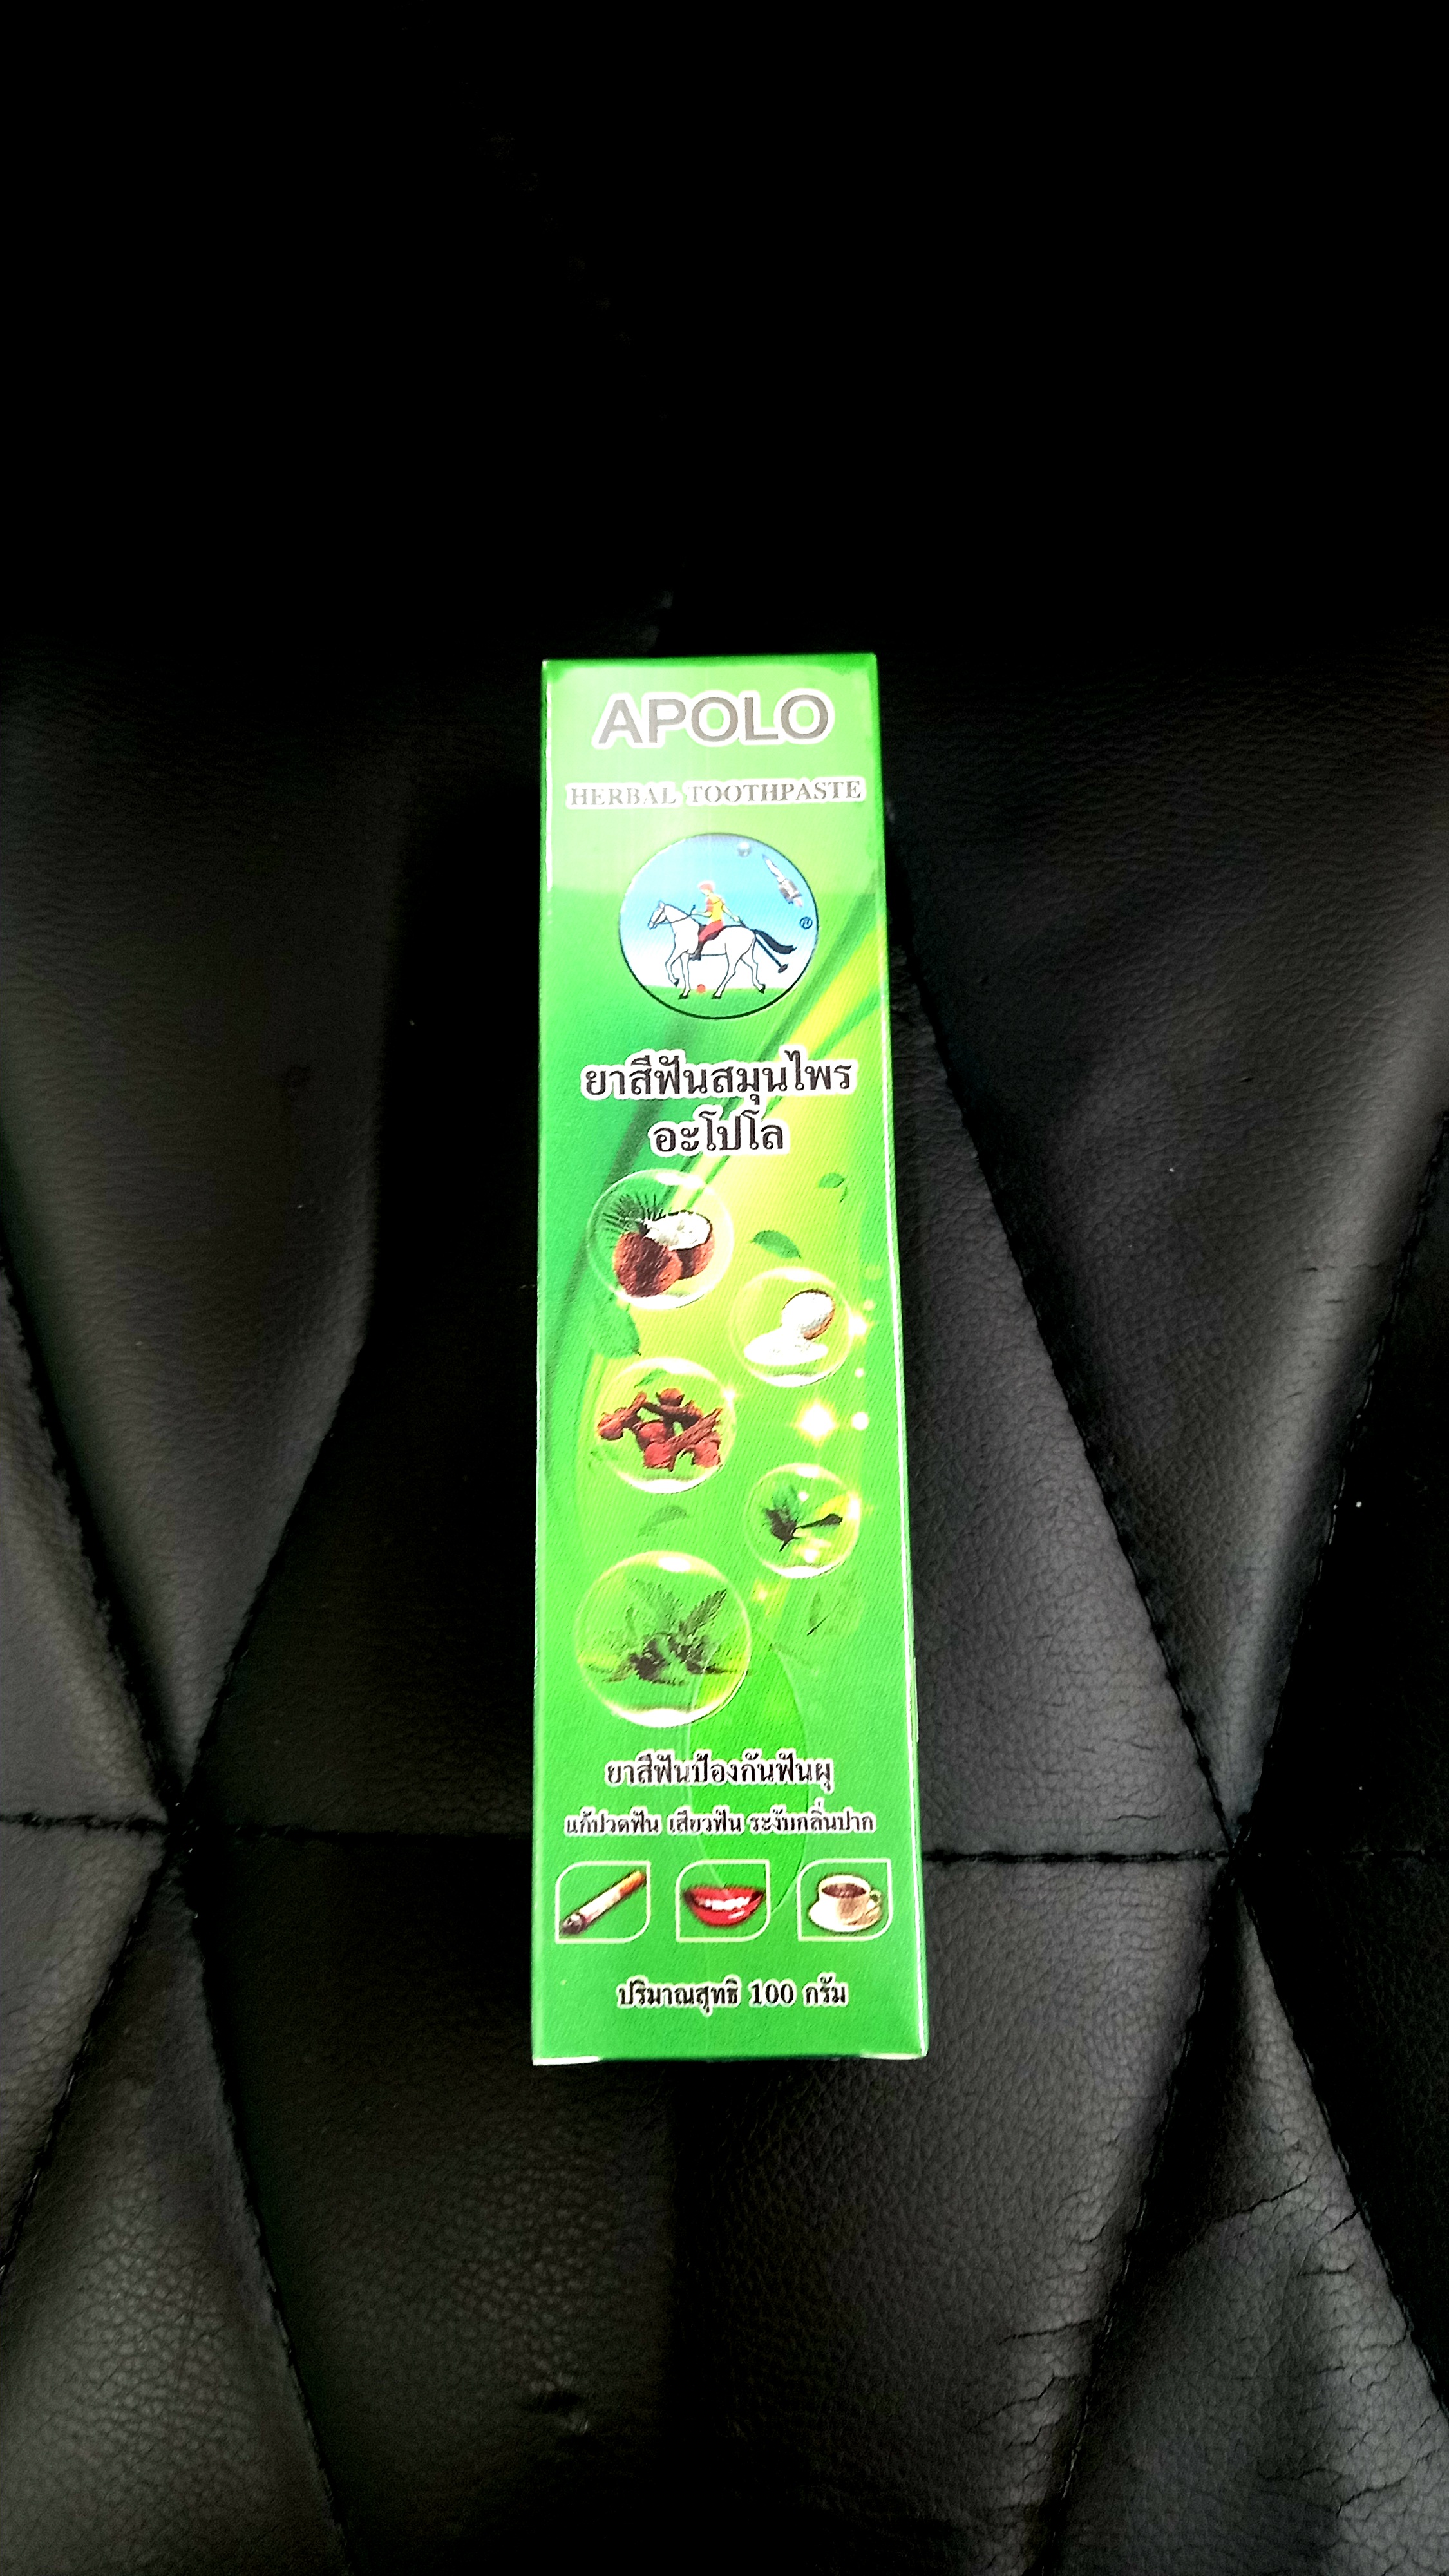 APOLO
HERBAL TOOTHPASTE
®
ยาสีฟันสมุนไพร
อะโปโล
ยาสีฟันป้องกันฟันผุ
แก้ปวดฟัน เสียวฟัน ระงับกลิ่นปาก
ปริมาณสุทธิ 100 กรัม